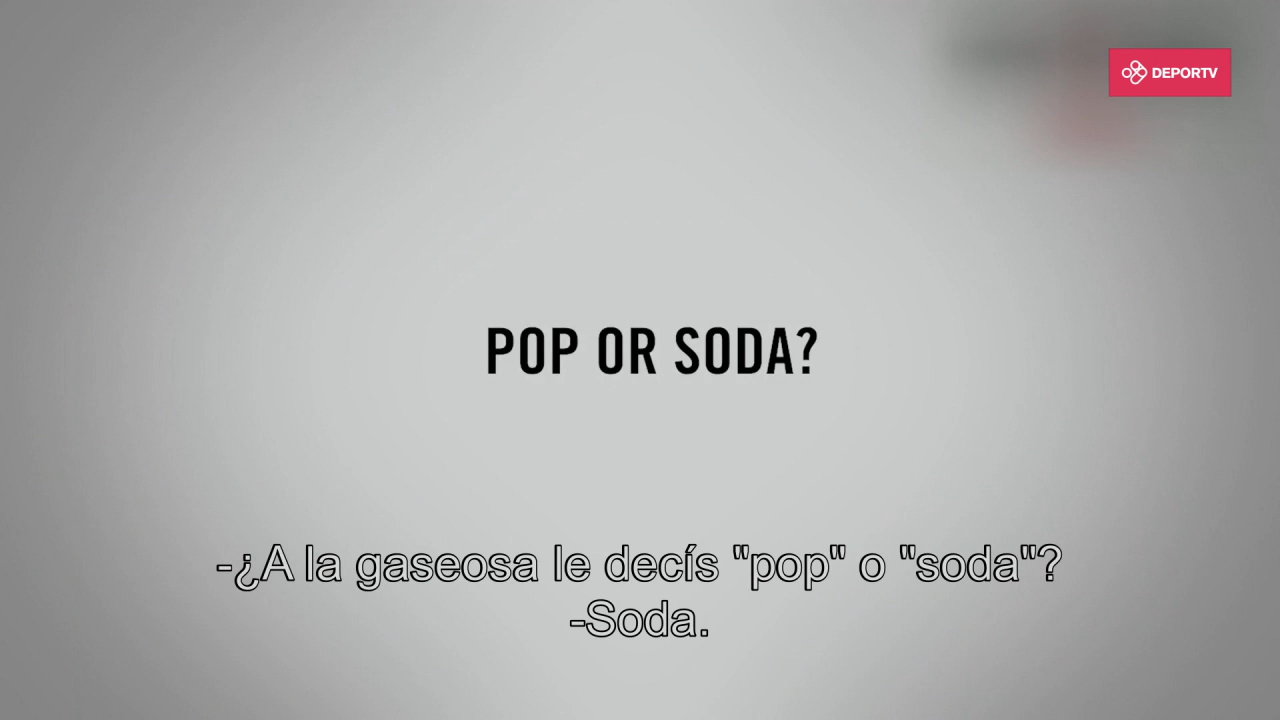 DEPORTV
POP OR SODA?
-¿A la gaseosa le decís "pop" o "soda"?
-Soda.